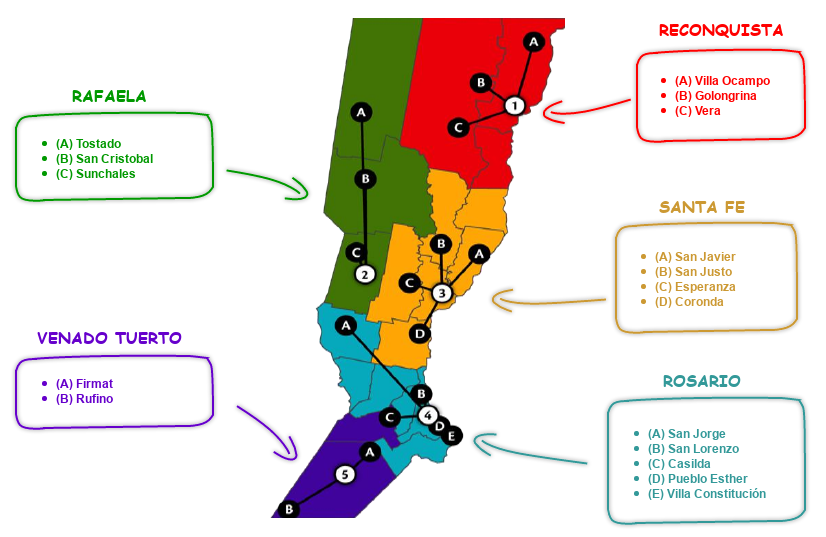 RECONQUISTA
(A) Villa Ocampo
(B) Golongrina
(C) Vera
RAFAELA
(A) Tostado
(B) San Cristobal
(C) Sunchales
SANTA FE
(A) San Javier
(B) San Justo
(C) Esperanza
(D) Coronda
VENADO TUERTO
(A) Firmat
(B) Rufino
ROSARIO
(A) San Jorge
(B) San Lorenzo
(C) Casilda
(D) Pueblo Esther
(E) Villa Constitución
A
B
1
C
A
B
C
2
B
A
C
3
D
A
B
C
4
D
E
A
5
B